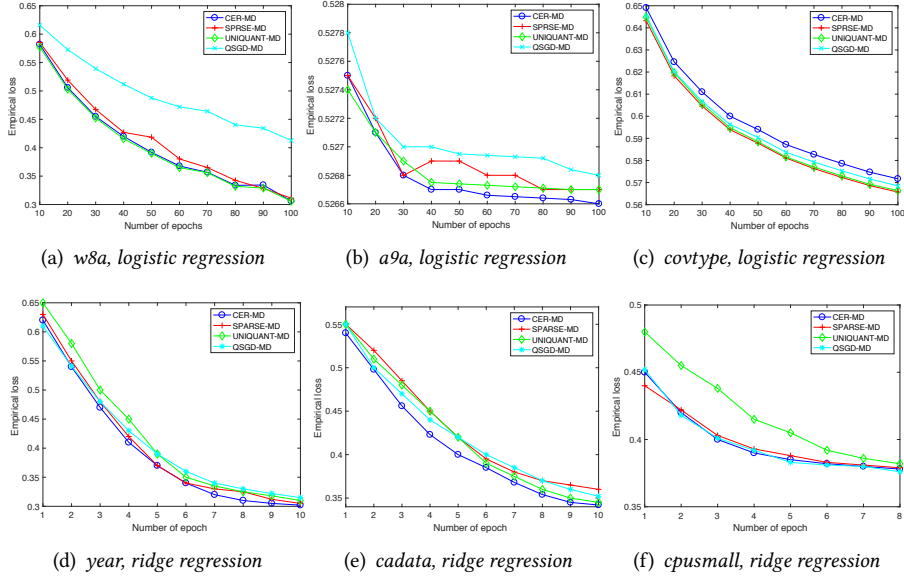 0.65
0.6
0.55
0.5
0.45
0.4
0.35
0.3
Empirical loss
CER-MD
SPRSE-MD
UNIQUANT-MD
QSGD-MD
10 20 30 40 50 60 70 80 90 100
Number of epochs
(a) w8a, logistic regression
0.528
0.5278
0.5276
0.5274
0.5272
0.527
0.5268
0.5266
Empirical loss
CER-MD
SPRSE-MD
UNIQUANT-MD
QSGD-MD
10 20 30 40 50 60 70 80 90 100
Number of epochs
(b) a9a, logistic regression
0.65
0.64
0.63
0.62
0.61
0.6
0.59
0.58
0.57
0.56
Empirical loss
CER-MD
SPRSE-MD
UNIQUANT-MD
QSGD-MD
10 20 30 40 50 60 70 80 90 100
Number of epochs
(c) covtype, logistic regression
0.65
0.6
0.55
0.5
0.45
0.4
0.35
0.3
Empirical loss
CER-MD
SPARSE-MD
UNIQUANT-MD
QSGD-MD
1 2 3 4 5 6 7 8 9 10
Number of epoch
(d) year, ridge regression
0.55
0.5
0.45
0.4
0.35
Empirical loss
CER-MD
SPARSE-MD
UNIQUANT-MD
QSGD-MD
1 2 3 4 5 6 7 8 9 10
Number of epoch
(e) cadata, ridge regression
0.5
0.45
0.4
0.35
Empirical loss
CER-MD
SPARSE-MD
UNIQUANT-MD
QSGD-MD
1 2 3 4 5 6 7 8
Number of epoch
(f) cpusmall, ridge regression